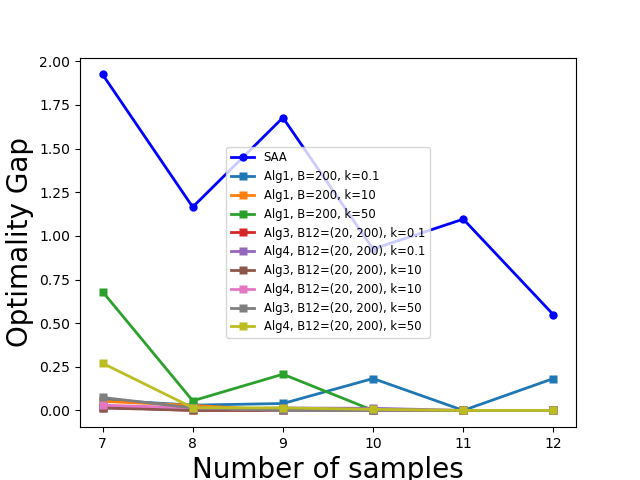 2.00
1.75
1.50
1.25
1.00
0.75
0.50
0.25
0.00
Optimality Gap
SAA
Alg1, B=200, k=0.1
Alg1, B=200, k=10
Alg1, B=200, k=50
Alg3, B12=(20, 200), k=0.1
Alg4, B12=(20, 200), k=0.1
Alg3, B12=(20, 200), k=10
Alg4, B12=(20, 200), k=10
Alg3, B12=(20, 200), k=50
Alg4, B12=(20, 200), k=50
7 8 9 10 11 12
Number of samples